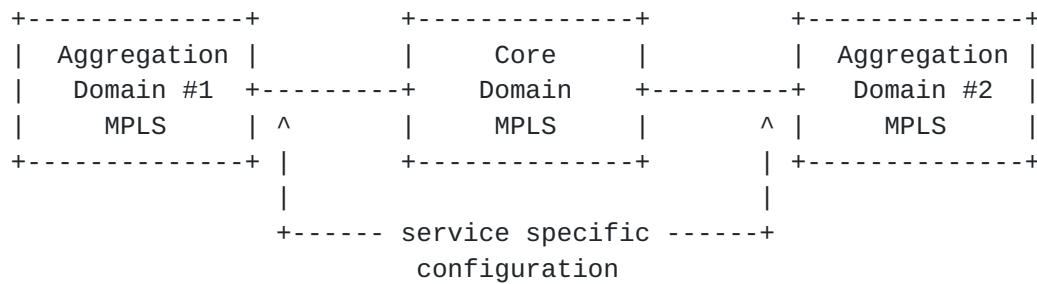 +--------------+         +--------------+         +--------------+
|  Aggregation |         |     Core     |         |  Aggregation |
|   Domain #1  +---------+    Domain    +---------+   Domain #2  |
|     MPLS     | ^       |     MPLS     |       ^ |     MPLS     |
+--------------+ |       +--------------+       | +--------------+
                 |                              |
                 +------ service specific ------+
                          configuration